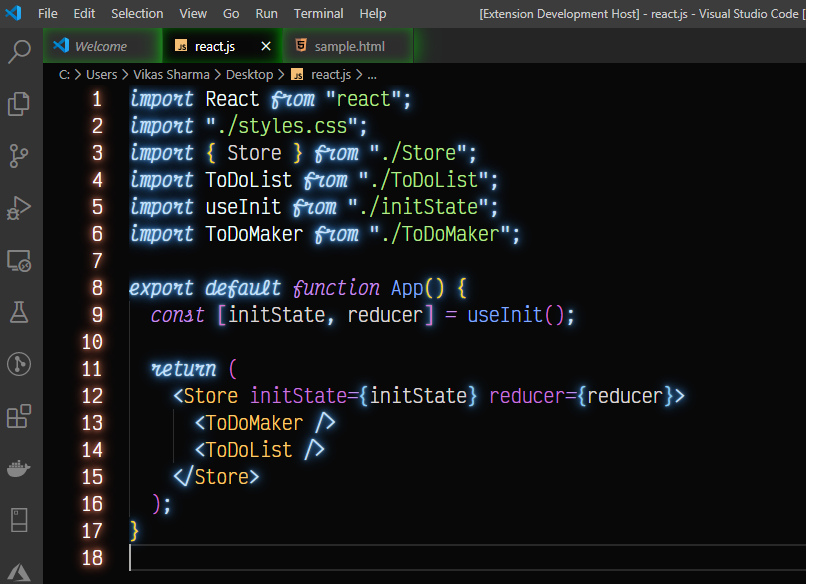 File Edit Selection View Go Run Terminal Help [Extension Development Host] - react.js - Visual Studio Code [
Welcome react.js sample.html
C: > Users > Vikas Sharma > Desktop > react.js > ...
1 import React from "react";
2 import "./styles.css";
3 import { Store } from "./Store";
4 import ToDoList from "./ToDoList";
5 import useInit from "./initState";
6 import ToDoMaker from "./ToDoMaker";
7
8 export default function App() {
9 const [initState, reducer] = useInit();
10
11 return (
12 <Store initState={initState} reducer={reducer}>
13 <ToDoMaker />
14 <ToDoList />
15 </Store>
16 );
17 }
18